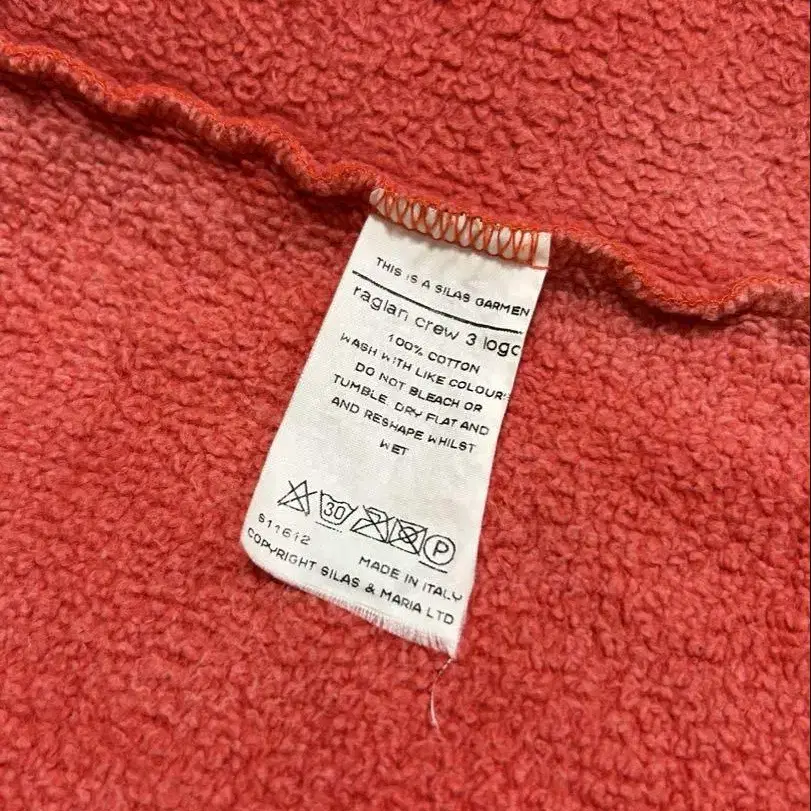 THIS IS A SILAS GARMEN
raglan crew 3 logo
100% COTTON
WASH WITH LIKE COLOUR
DO NOT BLEACH OR
TUMBLE. DRY FLAT AND
AND RESHAPE WHILST
WET
30
P
S11612
MADE IN ITALY
COPYRIGHT SILAS & MARIA LTD